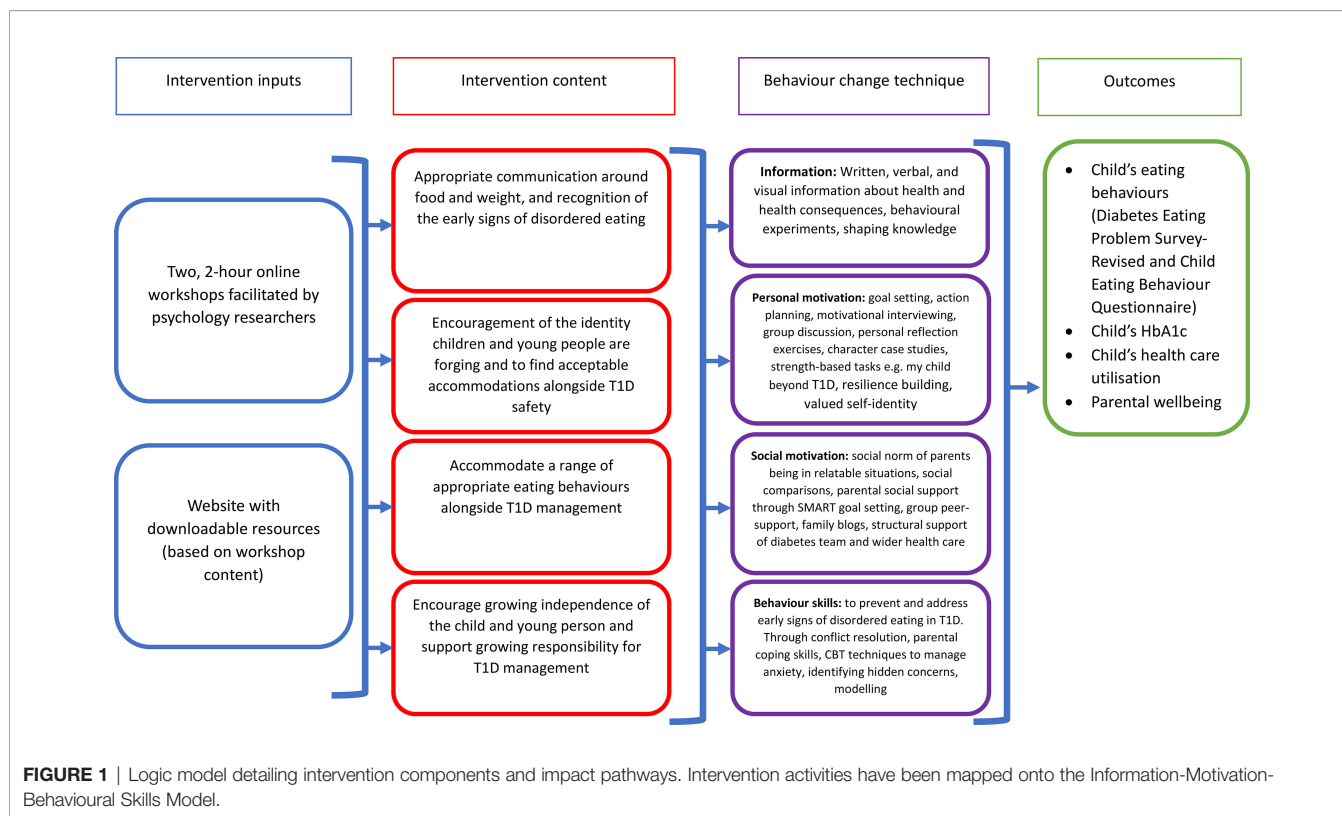 Intervention inputs
Intervention content
Behaviour change technique
Outcomes
Two, 2-hour online
workshops facilitated by
psychology researchers
Website with
downloadable resources
(based on workshop
content)
Appropriate communication around
food and weight, and recognition of
the early signs of disordered eating
Encouragement of the identity
children and young people are
forging and to find acceptable
accommodations alongside T1D
safety
Accommodate a range of
appropriate eating behaviours
alongside T1D management
Encourage growing independence of
the child and young person and
support growing responsibility for
T1D management
Information: Written, verbal, and
visual information about health and
health consequences, behavioural
experiments, shaping knowledge
Personal motivation: goal setting, action
planning, motivational interviewing,
group discussion, personal reflection
exercises, character case studies,
strength-based tasks e.g. my child
beyond T1D, resilience building,
valued self-identity
Social motivation: social norm of parents
being in relatable situations, social
comparisons, parental social support
through SMART goal setting, group peer-
support, family blogs, structural support
of diabetes team and wider health care
Behaviour skills: to prevent and address
early signs of disordered eating in T1D.
Through conflict resolution, parental
coping skills, CBT techniques to manage
anxiety, identifying hidden concerns,
modelling
• Child's eating
behaviours
(Diabetes Eating
Problem Survey-
Revised and Child
Eating Behaviour
Questionnaire)
• Child's HbA1c
• Child's health care
utilisation
• Parental wellbeing
FIGURE 1 | Logic model detailing intervention components and impact pathways. Intervention activities have been mapped onto the Information-Motivation-
Behavioural Skills Model.